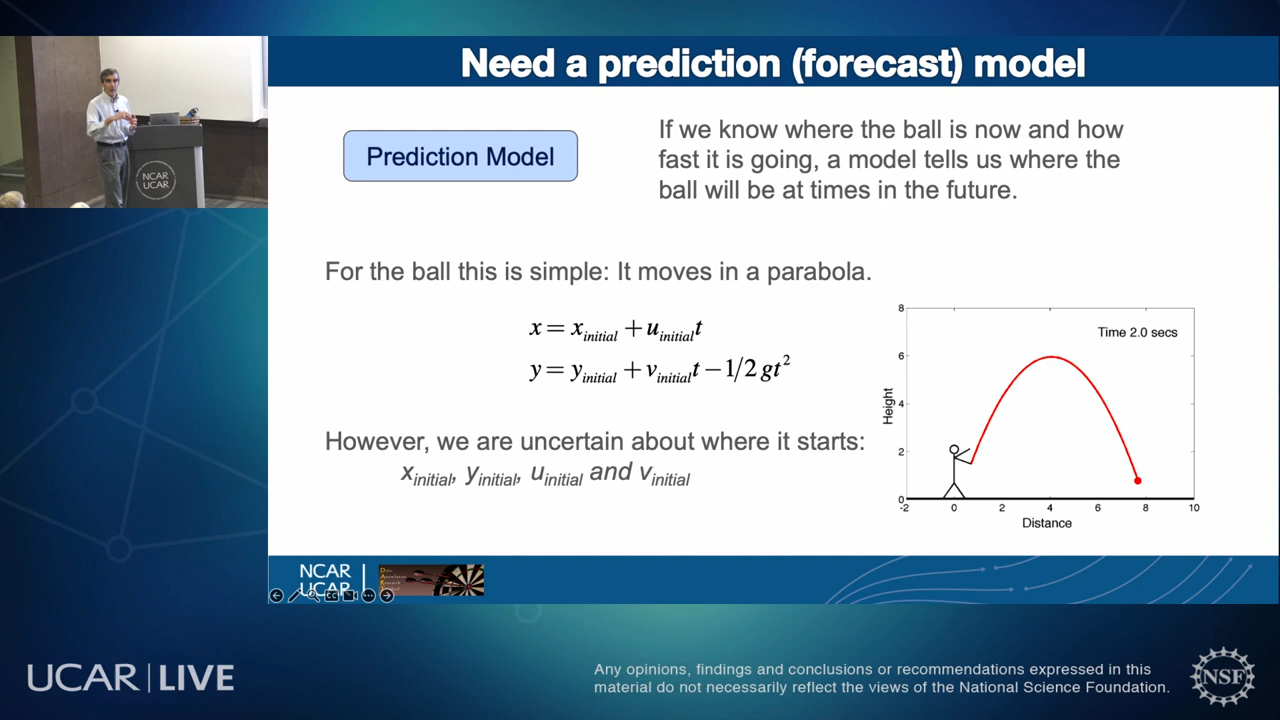 Need a prediction (forecast) model
NCAR
UCAR
Prediction Model
If we know where the ball is now and how
fast it is going, a model tells us where the
ball will be at times in the future.
For the ball this is simple: It moves in a parabola.
x = x_initial + u_initial t
y = y_initial + v_initial t − 1/2 gt²
However, we are uncertain about where it starts:
x_initial, y_initial, u_initial and v_initial
Time 2.0 secs
Height
8
6
4
2
0
-2 0 2 4 6 8 10
Distance
NCAR
UCAR
Data
Assimilation
Research
CC
UCAR | LIVE
Any opinions, findings and conclusions or recommendations expressed in this
material do not necessarily reflect the views of the National Science Foundation.
NSF